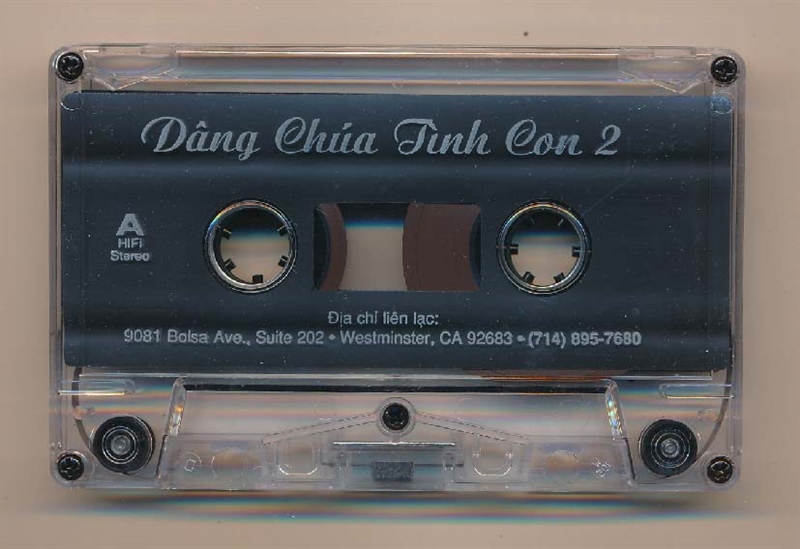 Dâng Chúa Tình Con 2
A
HIFI
Stereo
Địa chỉ liên lạc:
9081 Bolsa Ave., Suite 202 • Westminster, CA 92683 • (714) 895-7680